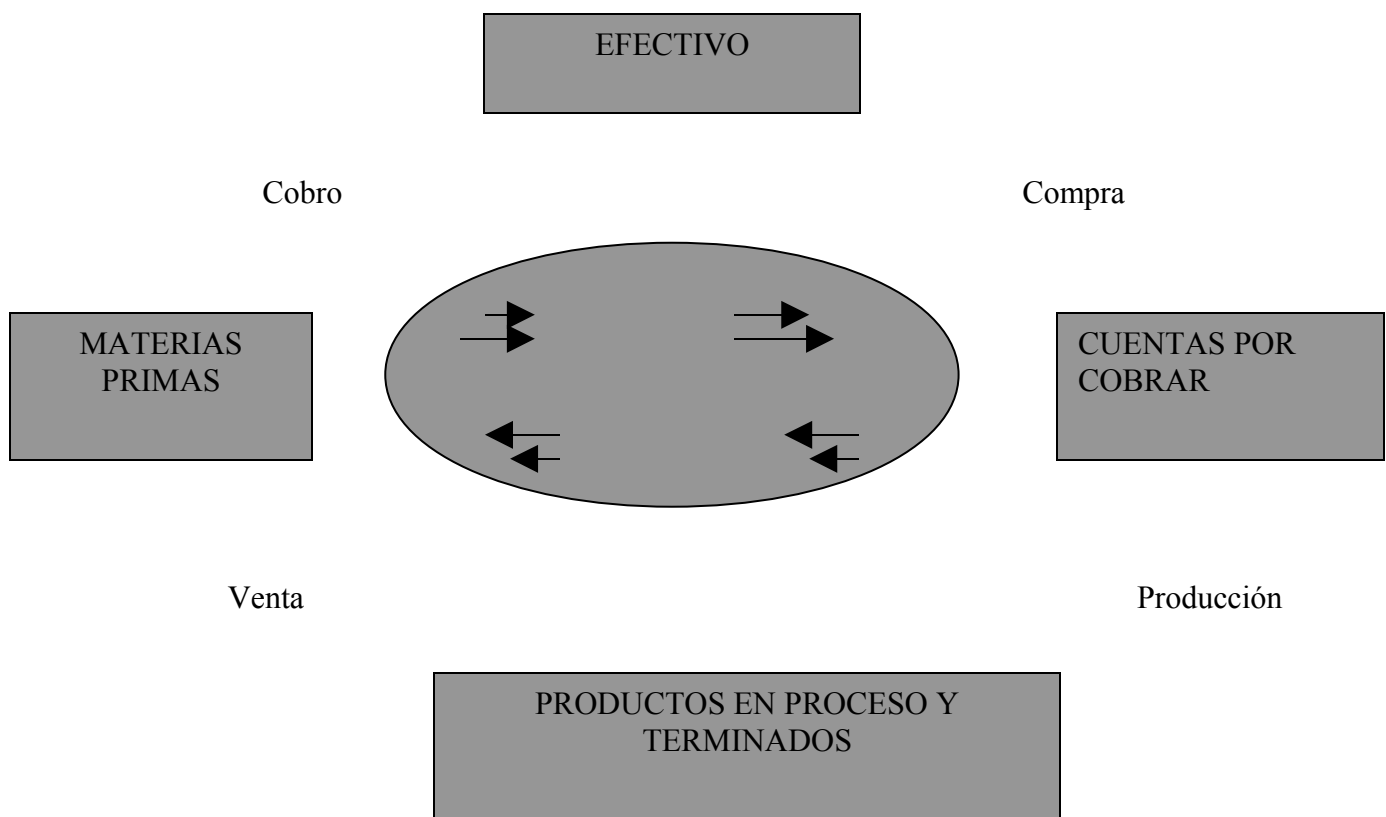 EFECTIVO
Cobro
Compra
MATERIAS
PRIMAS
CUENTAS POR
COBRAR
Venta
Producción
PRODUCTOS EN PROCESO Y
TERMINADOS